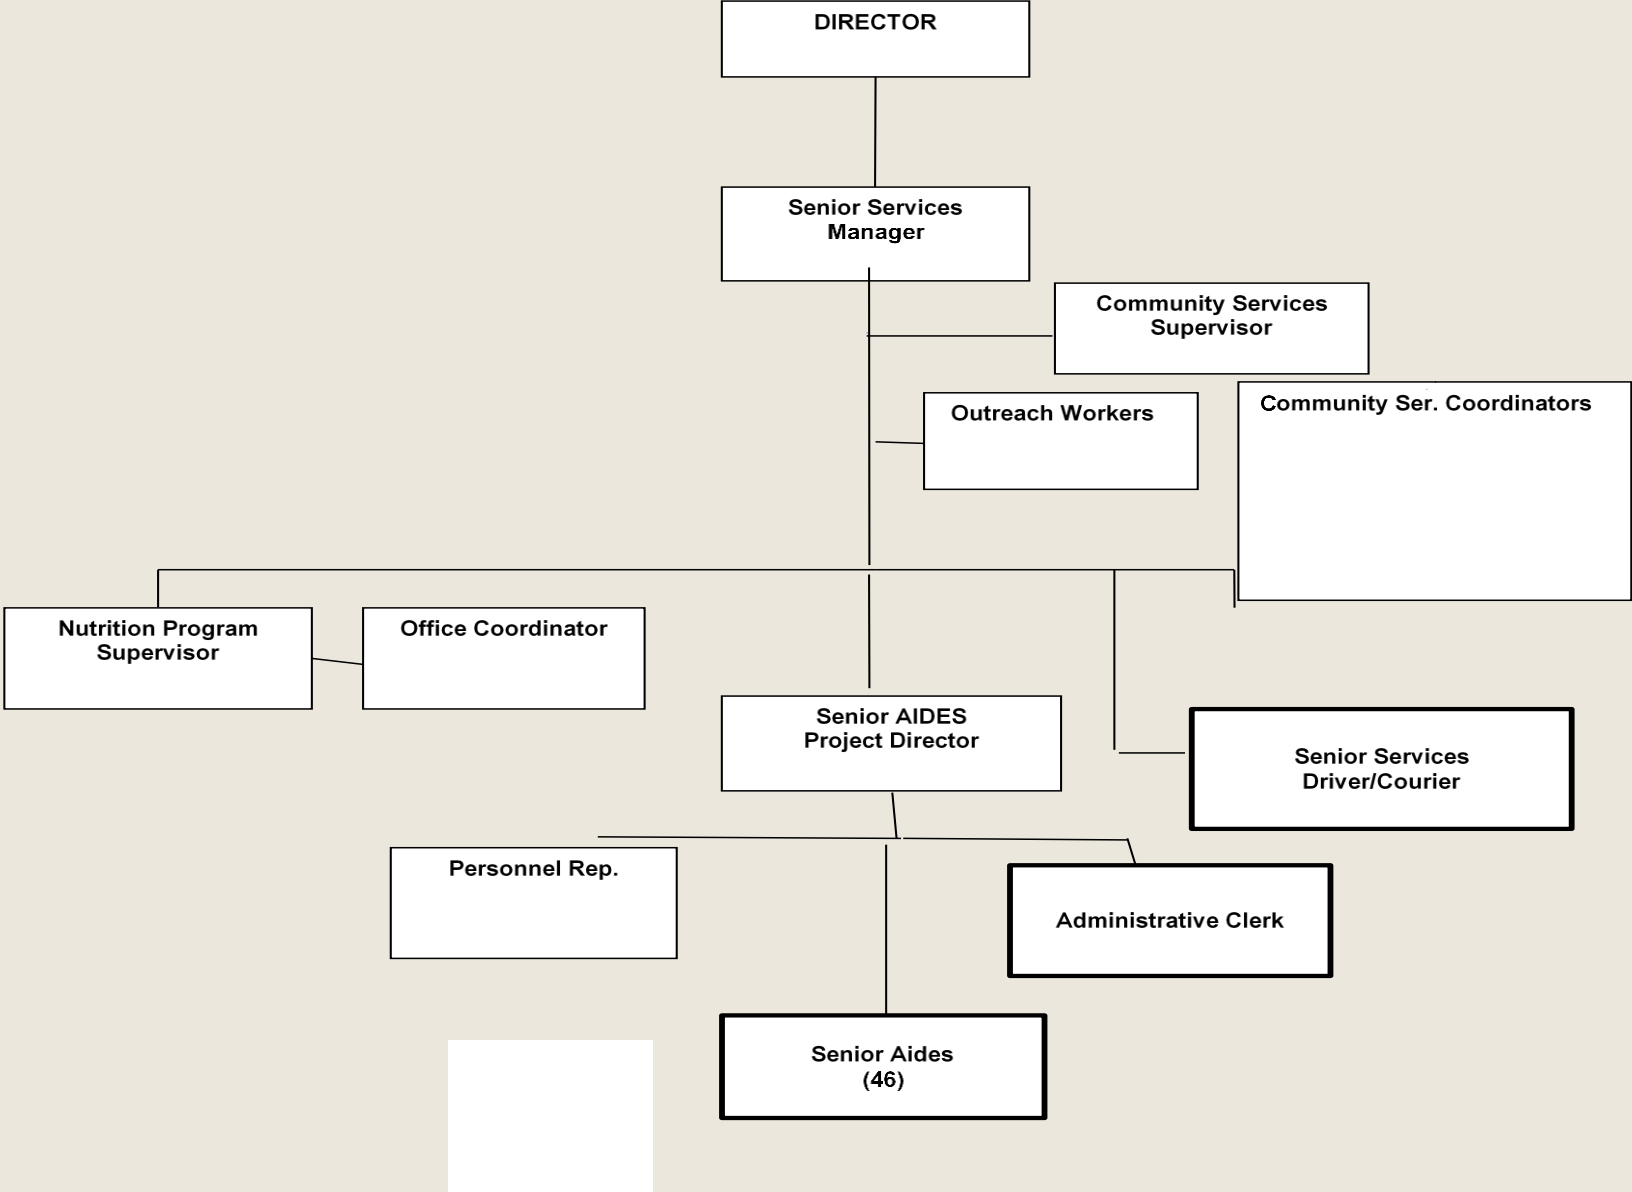 DIRECTOR
Senior Services
Manager
Community Services
Supervisor
Outreach Workers
Community Ser. Coordinators
Nutrition Program
Supervisor
Office Coordinator
Senior AIDES
Project Director
Senior Services
Driver/Courier
Personnel Rep.
Administrative Clerk
Senior Aides
(46)